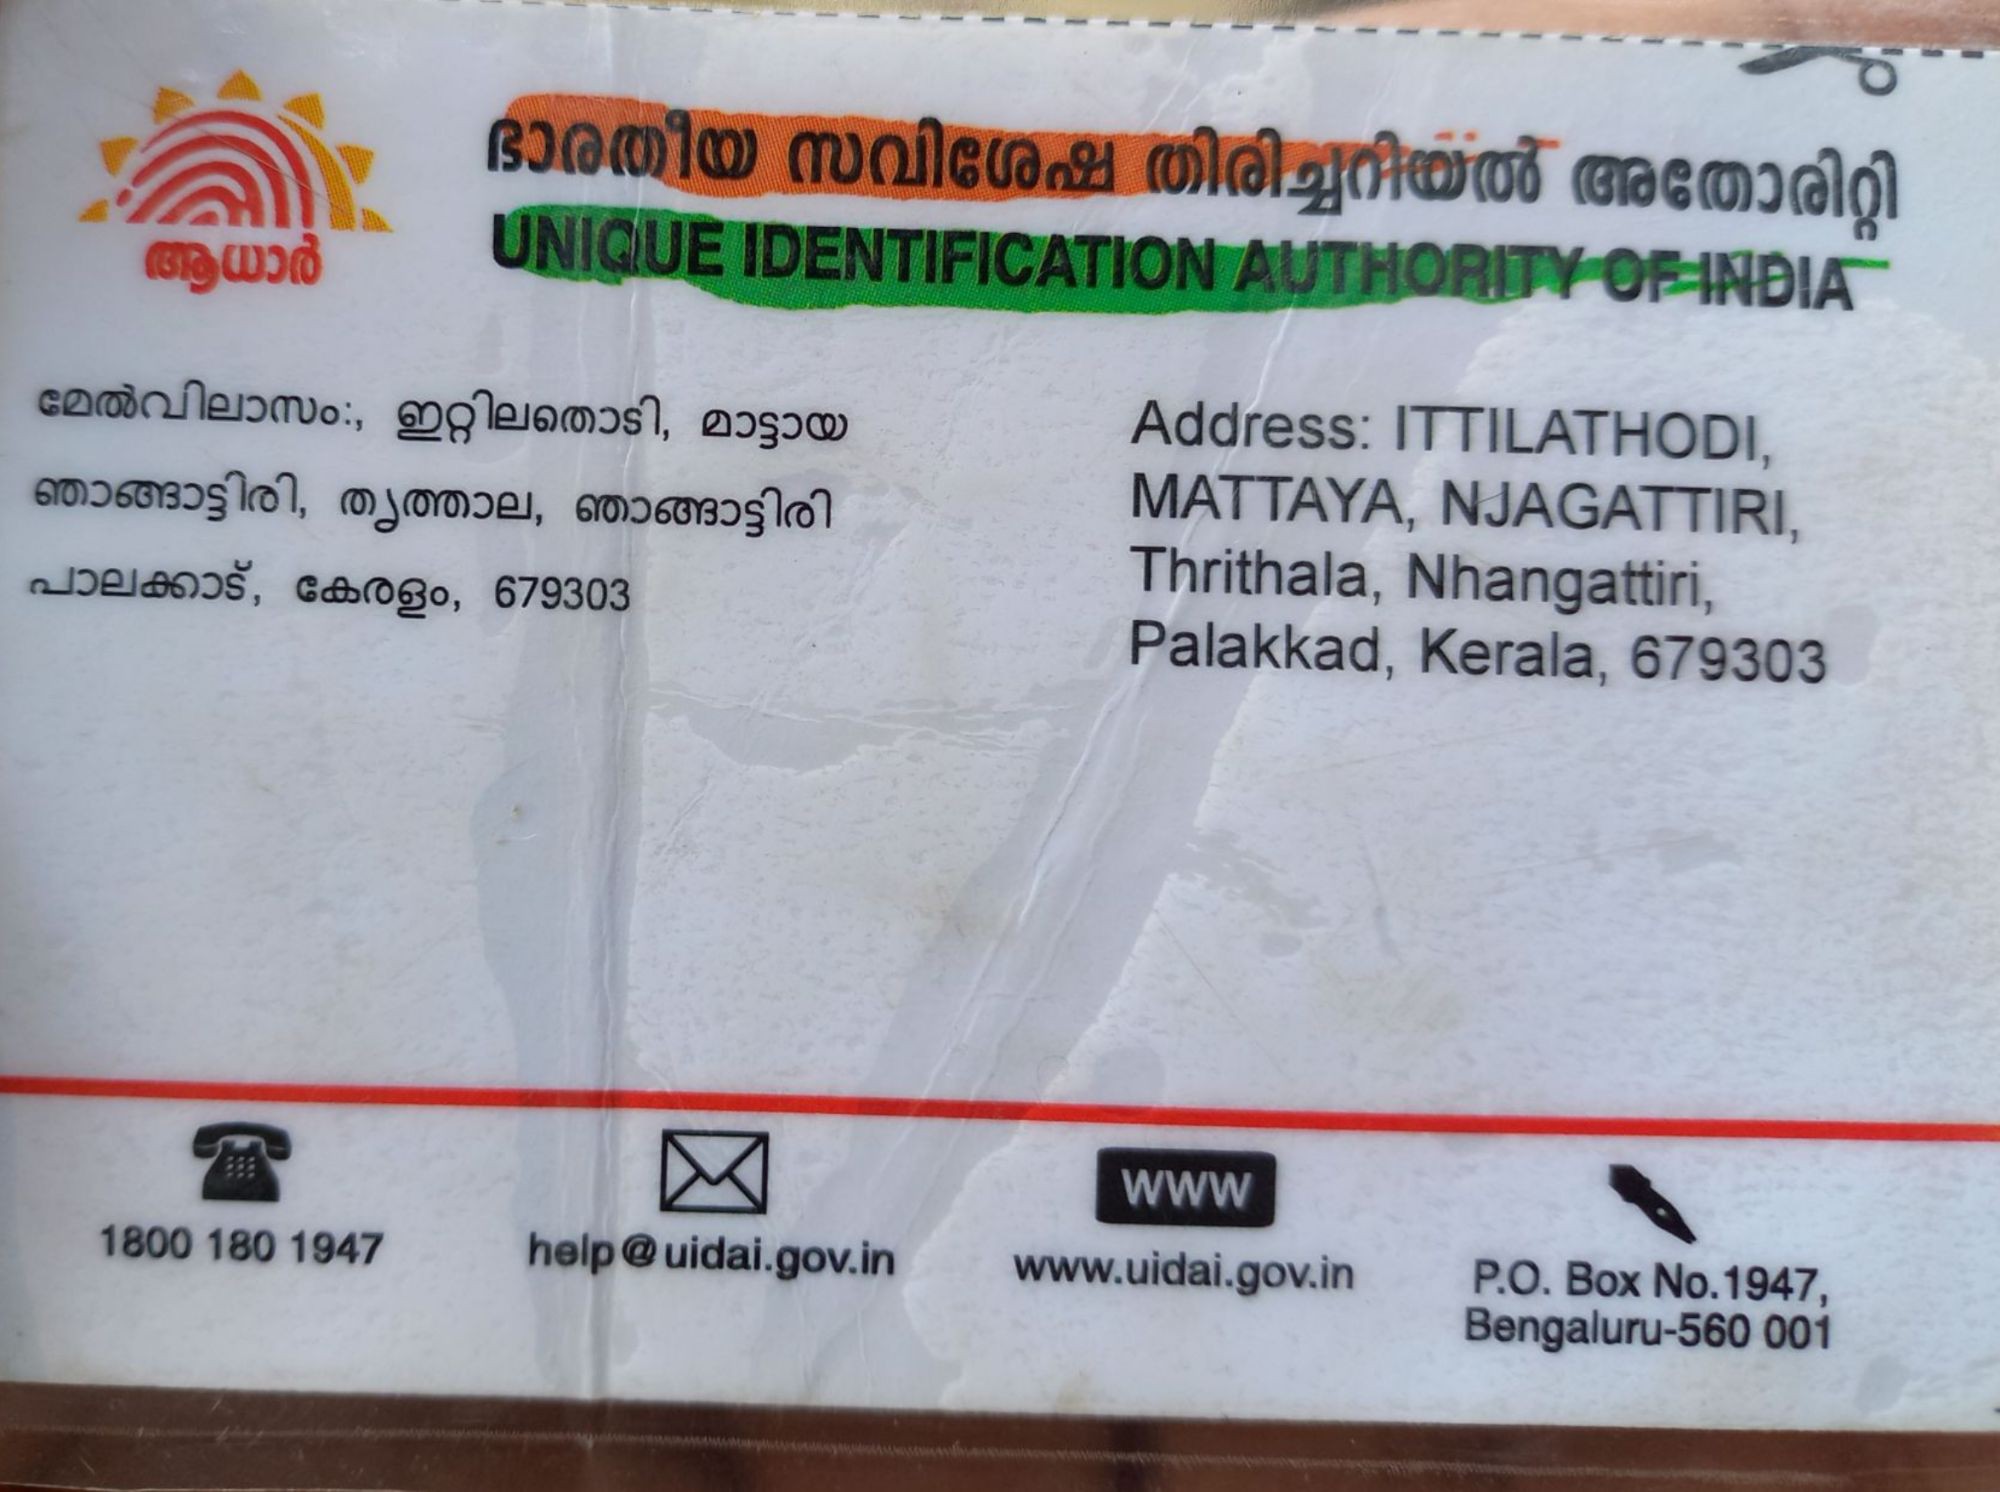 ആധാർ
ഭാരതീയ സവിശേഷ തിരിച്ചറിയൽ അതോരിറ്റി
UNIQUE IDENTIFICATION AUTHORITY OF INDIA
മേൽവിലാസം:, ഇറ്റിലതൊടി, മാട്ടായ
ഞാങ്ങാട്ടിരി, തൃത്താല, ഞാങ്ങാട്ടിരി
പാലക്കാട്, കേരളം, 679303
Address: ITTILATHODI,
MATTAYA, NJAGATTIRI,
Thrithala, Nhangattiri,
Palakkad, Kerala, 679303
1800 180 1947
help@uidai.gov.in
WWW
www.uidai.gov.in
P.O. Box No.1947,
Bengaluru-560 001